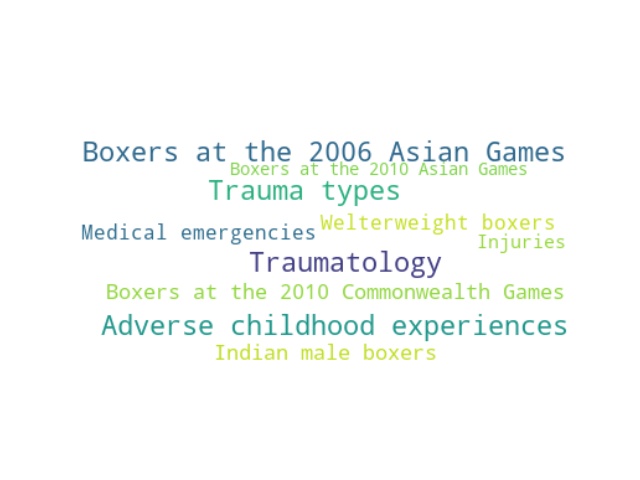 Boxers at the 2006 Asian Games
Boxers at the 2010 Asian Games
Trauma types
Welterweight boxers
Medical emergencies
Injuries
Traumatology
Boxers at the 2010 Commonwealth Games
Adverse childhood experiences
Indian male boxers